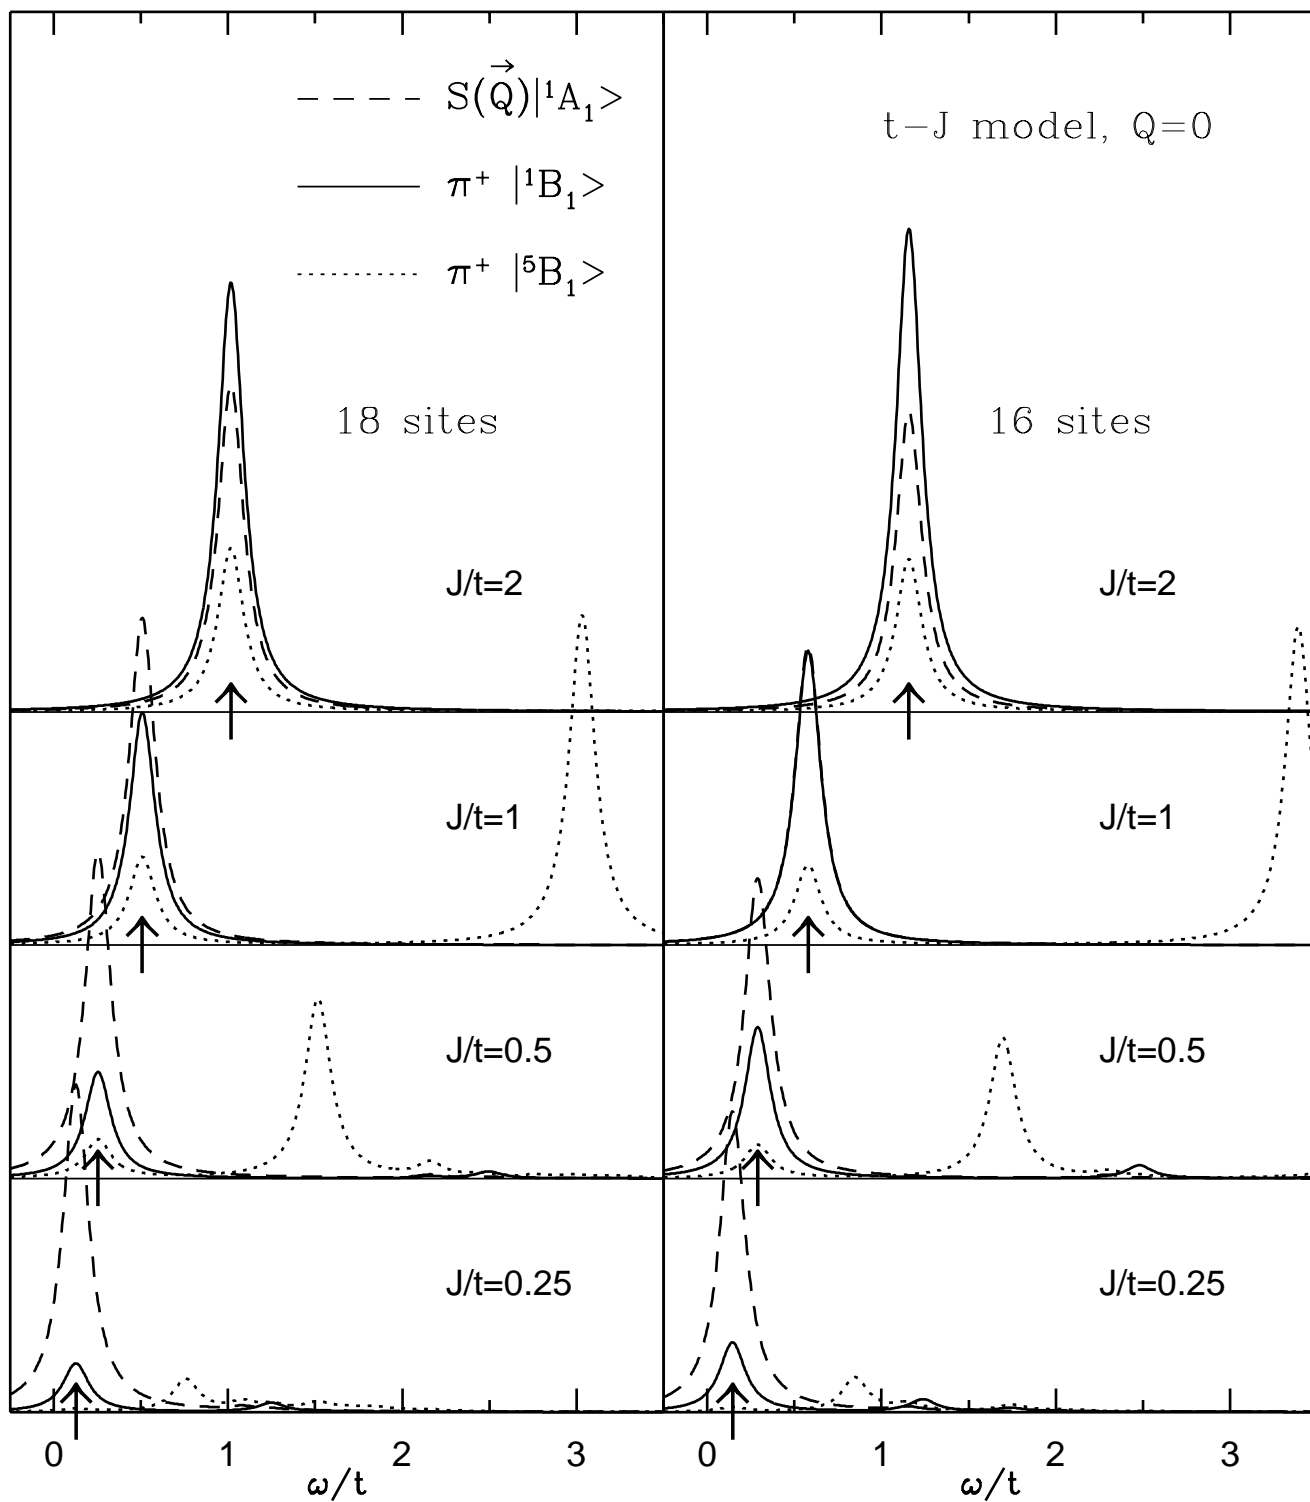 S(Q⃗)|¹A₁>
π⁺ |¹B₁>
π⁺ |⁵B₁>
t−J model, Q=0
18 sites
16 sites
J/t=2
J/t=2
J/t=1
J/t=1
J/t=0.5
J/t=0.5
J/t=0.25
J/t=0.25
0 1 2 3
0 1 2 3
ω/t
ω/t